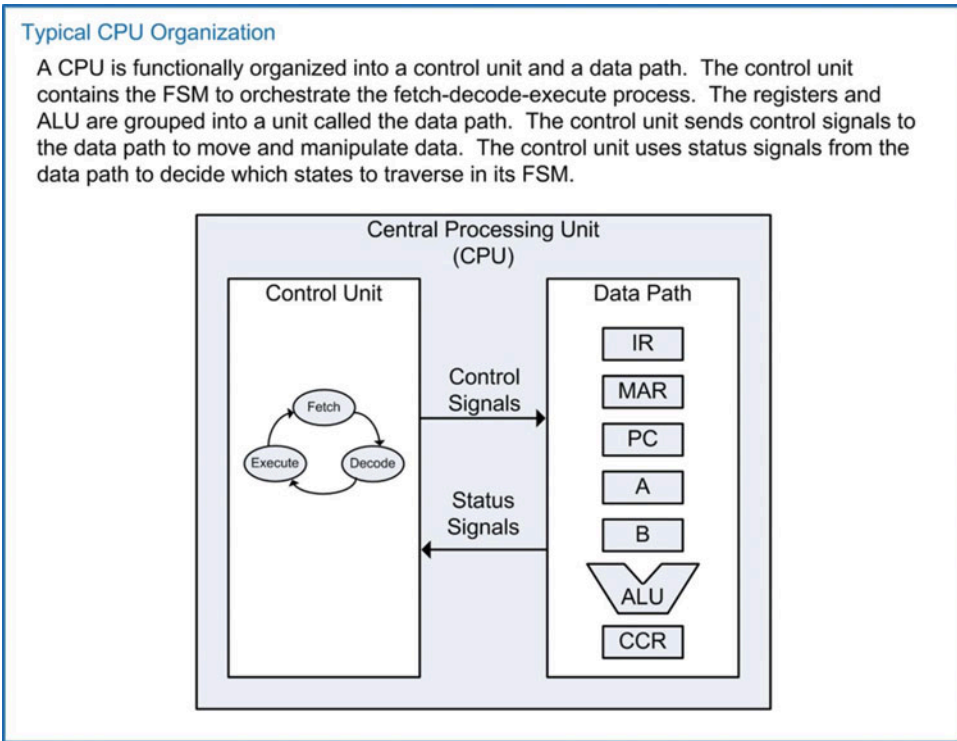 Typical CPU Organization
A CPU is functionally organized into a control unit and a data path. The control unit
contains the FSM to orchestrate the fetch-decode-execute process. The registers and
ALU are grouped into a unit called the data path. The control unit sends control signals to
the data path to move and manipulate data. The control unit uses status signals from the
data path to decide which states to traverse in its FSM.
Central Processing Unit
(CPU)
Control Unit
Fetch
Execute
Decode
Control
Signals
Status
Signals
Data Path
IR
MAR
PC
A
B
ALU
CCR